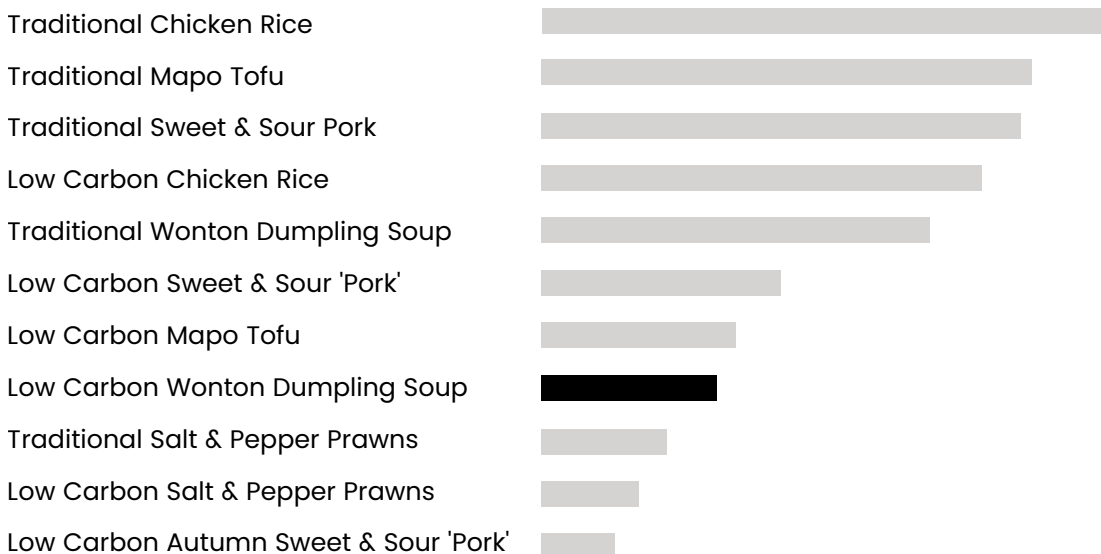 Traditional Chicken Rice
Traditional Mapo Tofu
Traditional Sweet & Sour Pork
Low Carbon Chicken Rice
Traditional Wonton Dumpling Soup
Low Carbon Sweet & Sour 'Pork'
Low Carbon Mapo Tofu
Low Carbon Wonton Dumpling Soup
Traditional Salt & Pepper Prawns
Low Carbon Salt & Pepper Prawns
Low Carbon Autumn Sweet & Sour 'Pork'